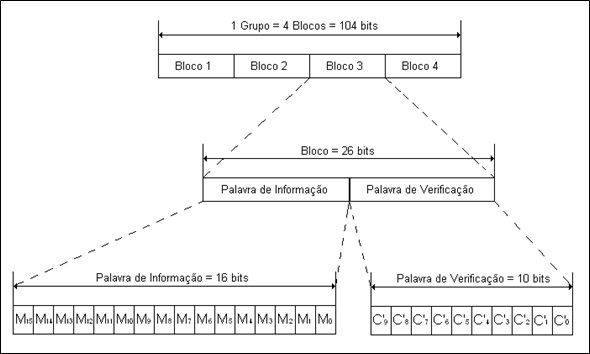 1 Grupo = 4 Blocos = 104 bits
Bloco 1 Bloco 2 Bloco 3 Bloco 4
Bloco = 26 bits
Palavra de Informação Palavra de Verificação
Palavra de Informação = 16 bits Palavra de Verificação = 10 bits
M15 M14 M13 M12 M11 M10 M9 M8 M7 M6 M5 M4 M3 M2 M1 M0 C'9 C'8 C'7 C'6 C'5 C'4 C'3 C'2 C'1 C'0